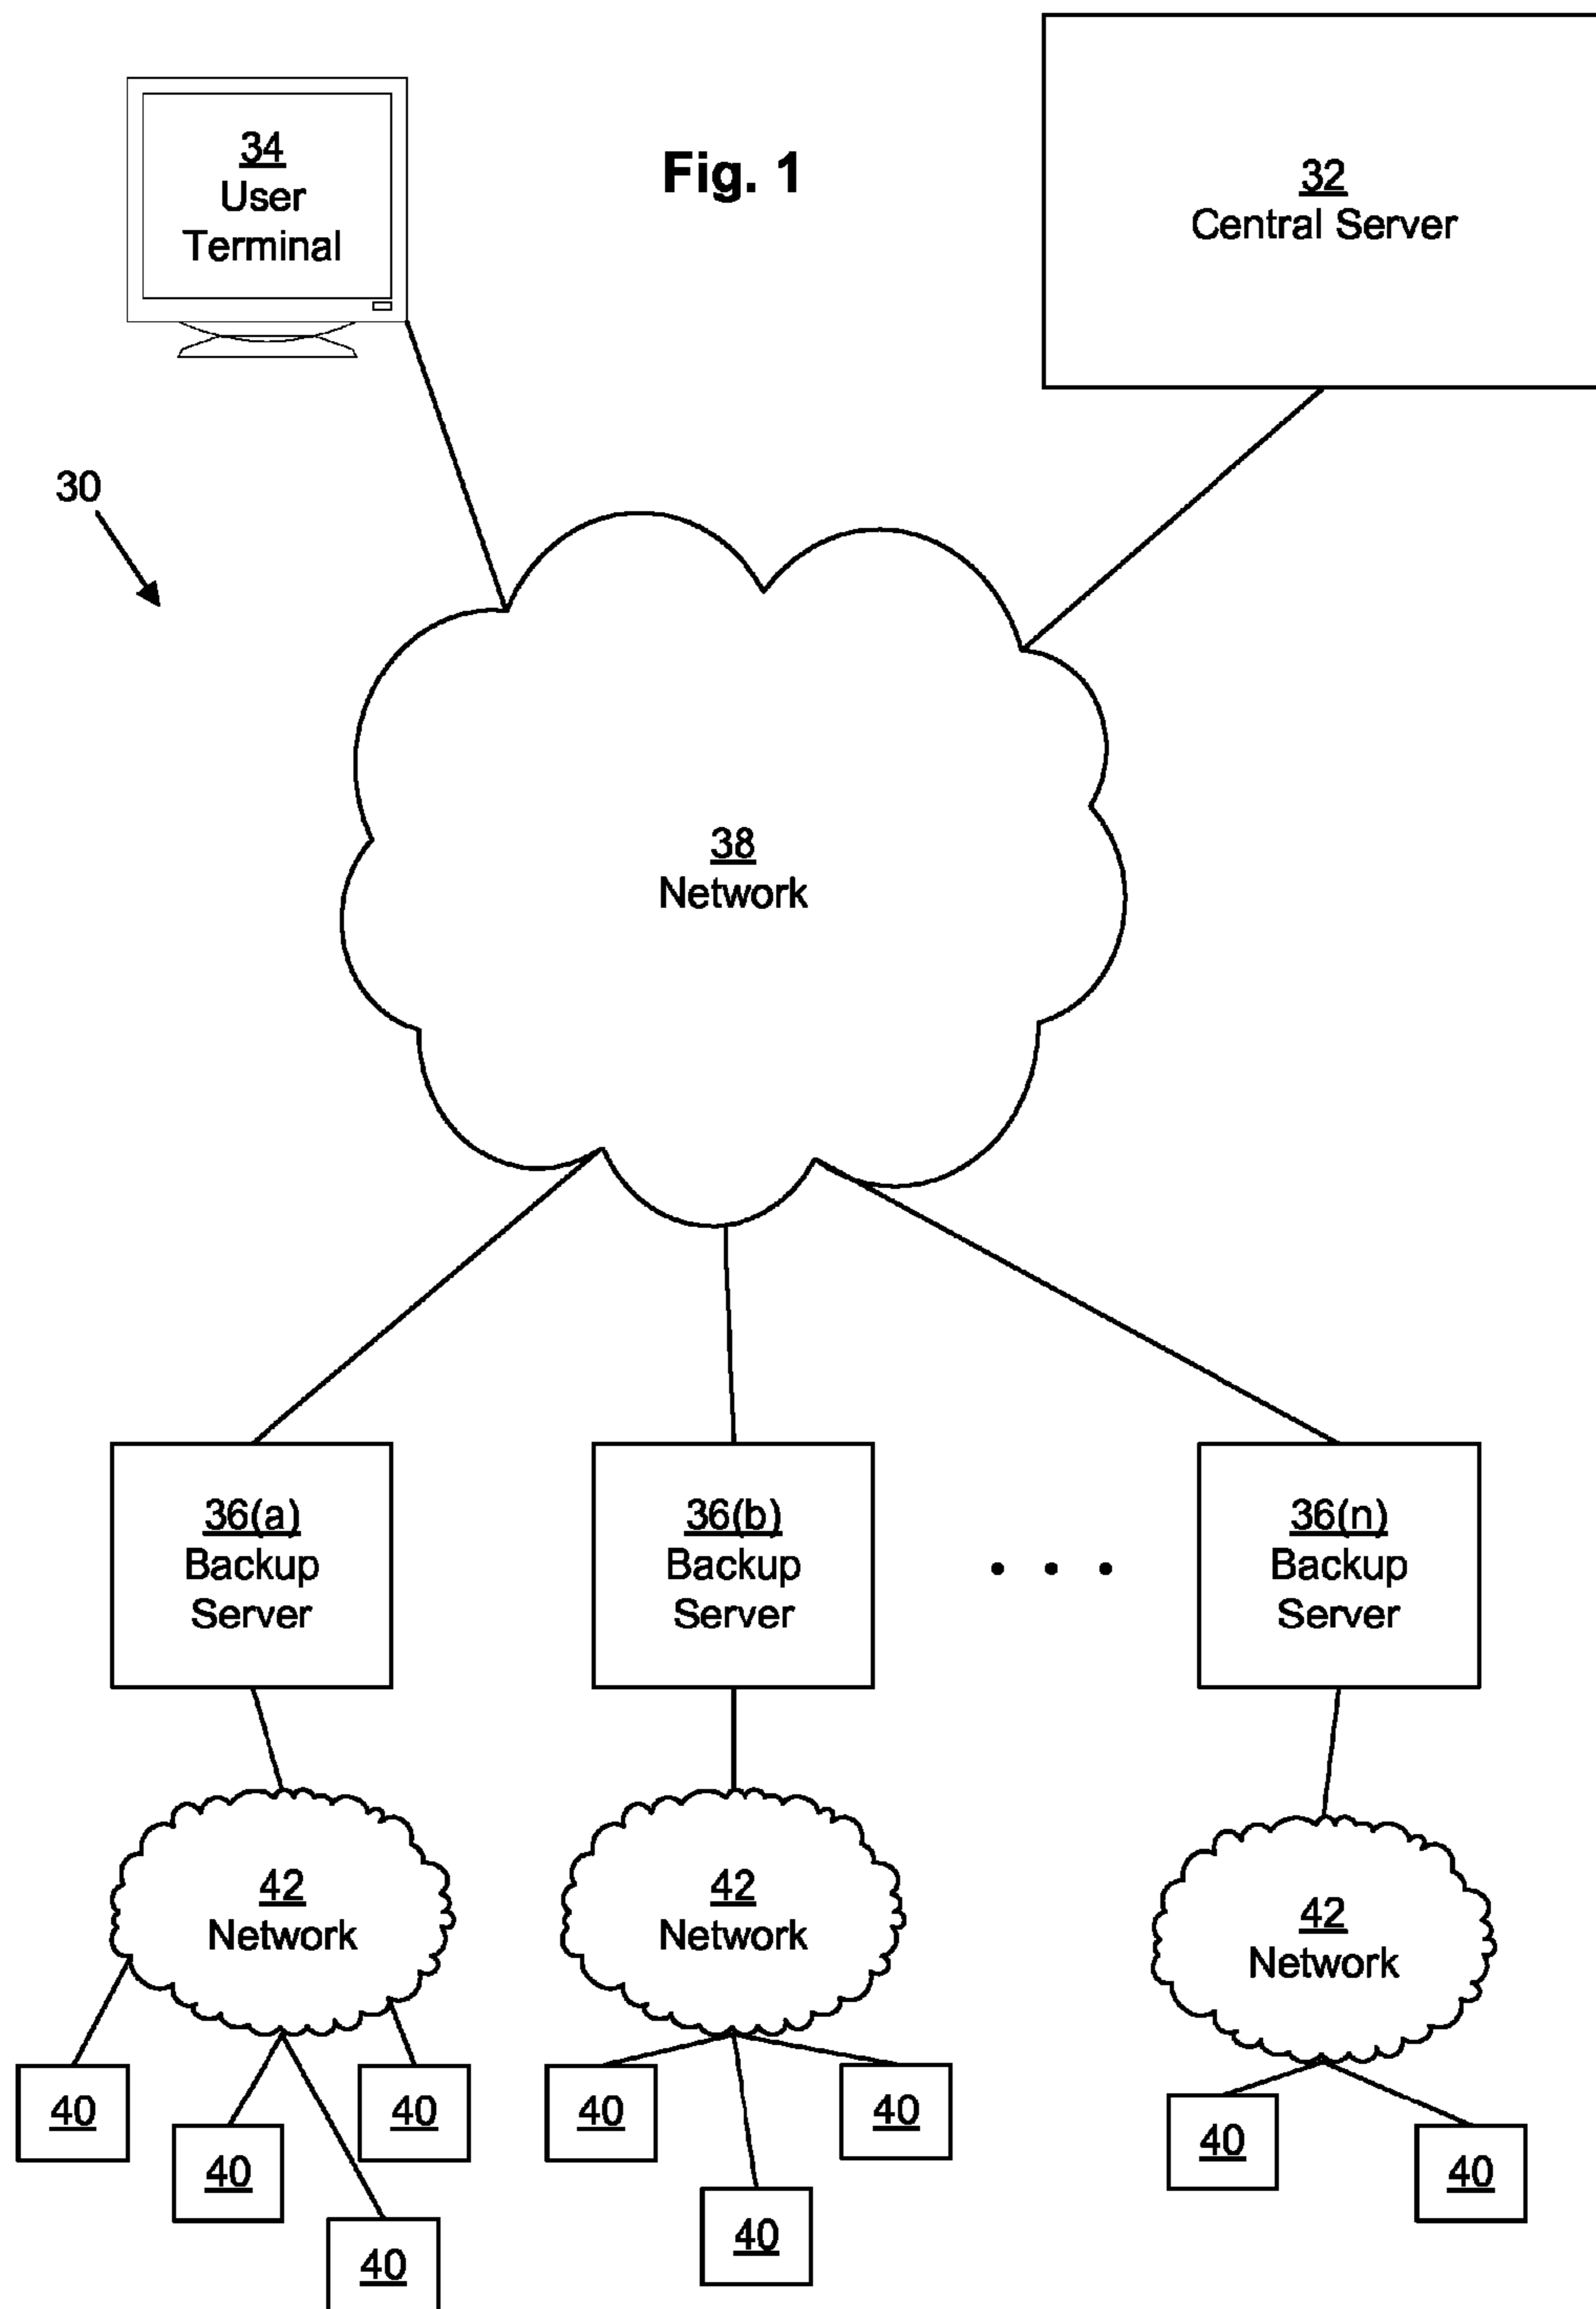 34
User
Terminal
Fig. 1
32
Central Server
30
38
Network
36(a)
Backup
Server
36(b)
Backup
Server
. . .
36(n)
Backup
Server
42
Network
42
Network
42
Network
40
40
40
40
40
40
40
40
40